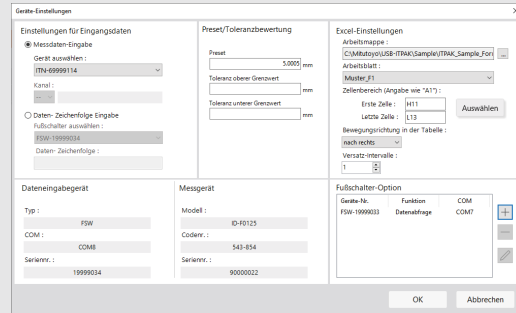 Geräte-Einstellungen
Einstellungen für Eingangsdaten
Messdaten-Eingabe
Gerät auswählen :
ITN-69999114
Kanal :
Daten- Zeichenfolge Eingabe
Fußschalter auswählen :
FSW-19999034
Daten- Zeichenfolge :
Preset/Toleranzbewertung
Preset
5,0005 mm
Toleranz oberer Grenzwert
mm
Toleranz unterer Grenzwert
mm
Excel-Einstellungen
Arbeitsmappe :
C:\Mitutoyo\USB-ITPAK\Sample\ITPAK_Sample_Forr ...
Arbeitsblatt :
Muster_F1
Zellenbereich (Angabe wie "A1") :
Erste Zelle : H11
Letzte Zelle : L13
Auswählen
Bewegungsrichtung in der Tabelle :
nach rechts
Versatz-Intervalle :
1
Dateneingabegerät
Typ :
FSW
COM :
COM8
Seriennr. :
19999034
Messgerät
Modell :
ID-F0125
Codenr. :
543-854
Seriennr. :
90000022
Fußschalter-Option
Geräte-Nr. Funktion COM
FSW-19999033 Datenabfrage COM7
OK Abbrechen